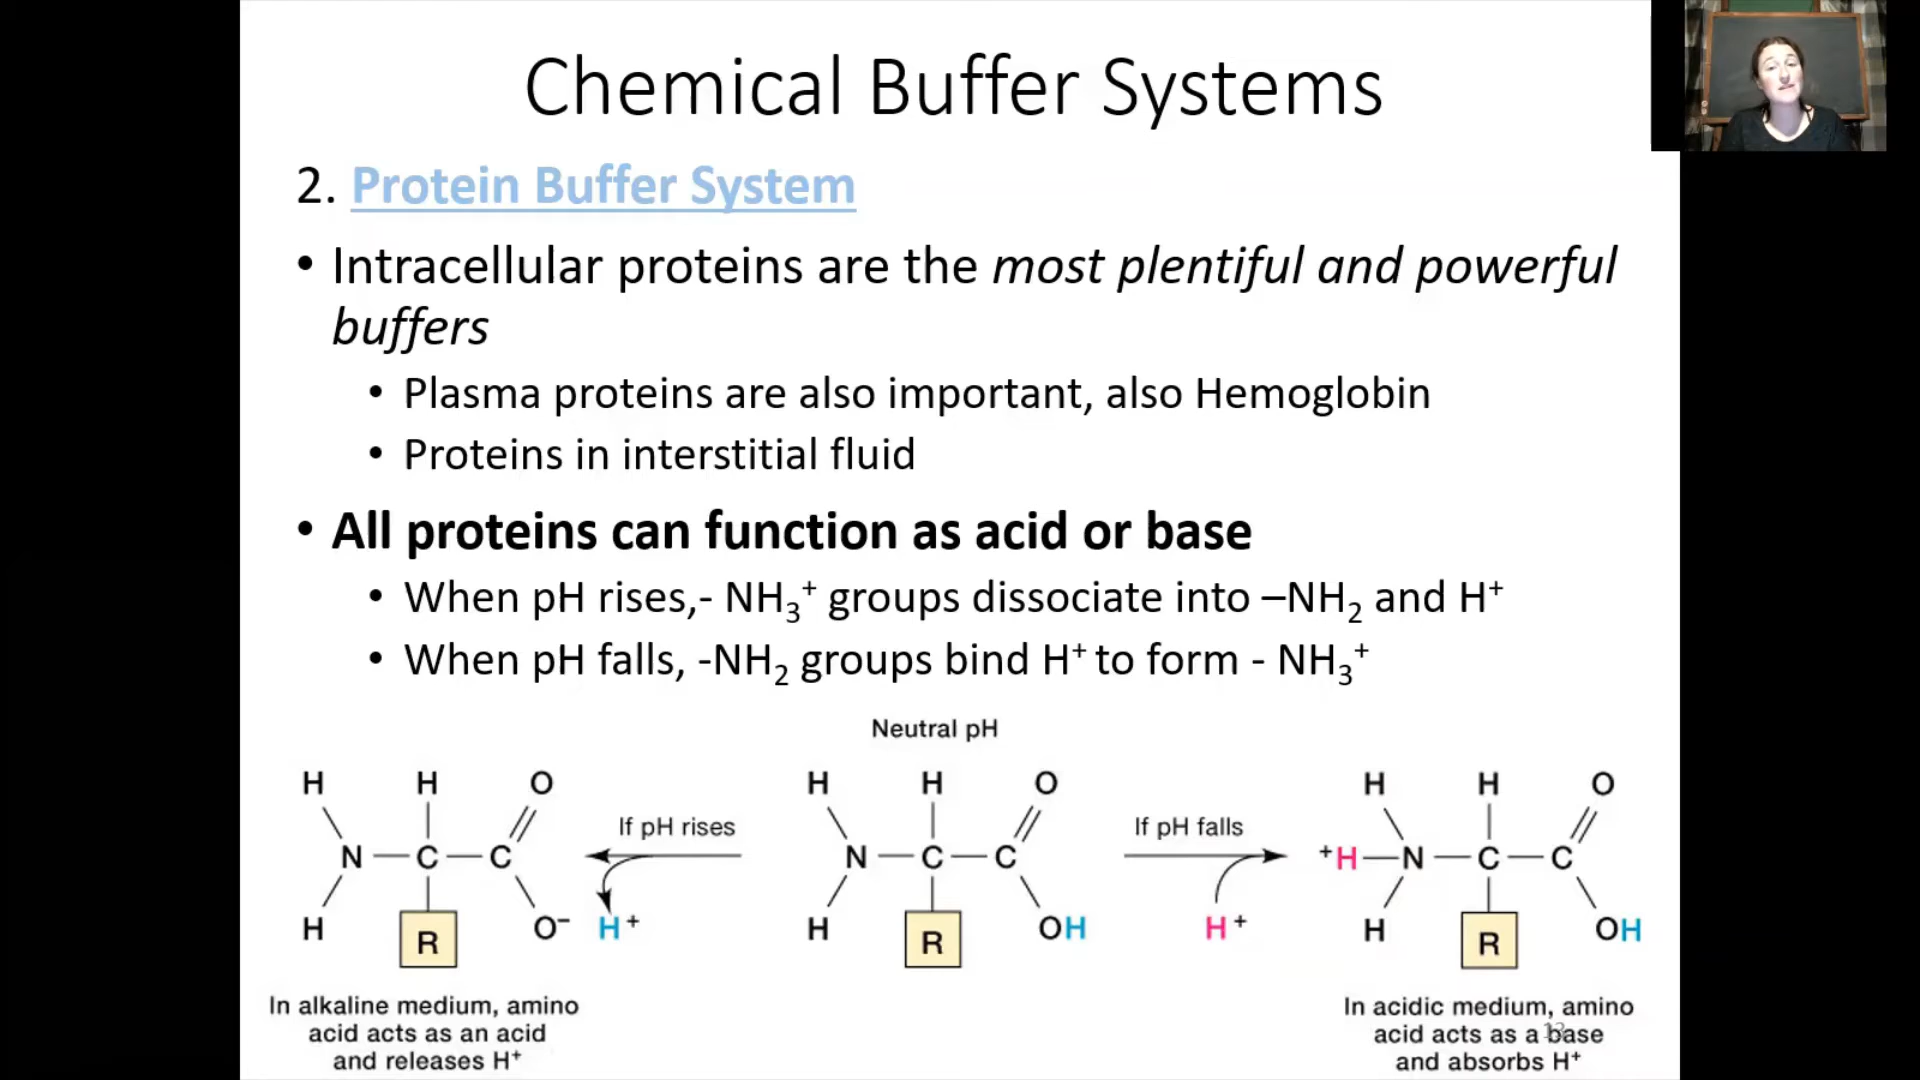 Chemical Buffer Systems
2. Protein Buffer System
• Intracellular proteins are the most plentiful and powerful
buffers
• Plasma proteins are also important, also Hemoglobin
• Proteins in interstitial fluid
• All proteins can function as acid or base
• When pH rises,- NH₃⁺ groups dissociate into –NH₂ and H⁺
• When pH falls, -NH₂ groups bind H⁺ to form - NH₃⁺
Neutral pH
H H O
If pH rises
N C C
H R O⁻ H⁺
In alkaline medium, amino
acid acts as an acid
and releases H⁺
H H O
N C C
H R OH
If pH falls
H⁺
H H O
⁺H N C C
H R OH
In acidic medium, amino
acid acts as a base
and absorbs H⁺
13